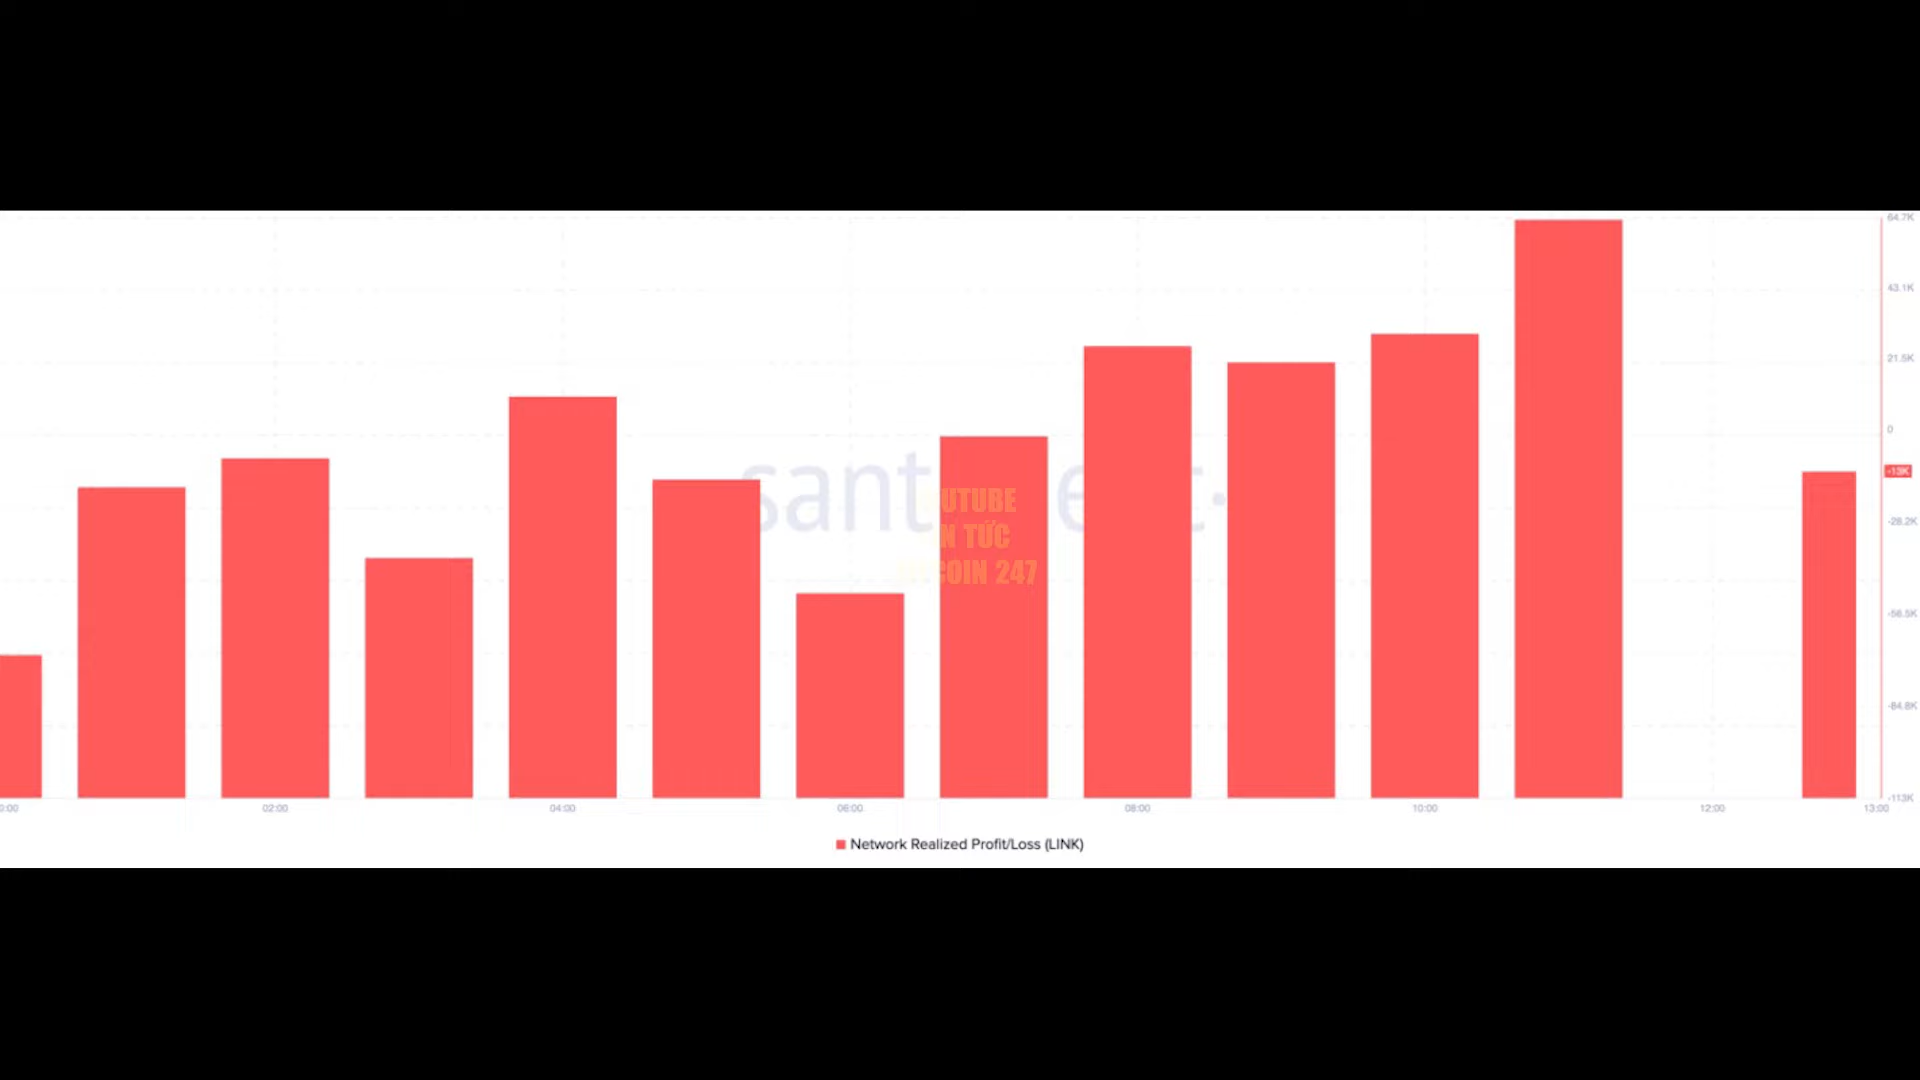 64.7K
43.1K
21.5K
0
-13K
-28.2K
-56.5K
-84.8K
-113K
sant
UTUBE
N TỨC
COIN 247
0:00 02:00 04:00 06:00 08:00 10:00 12:00 13:00
Network Realized Profit/Loss (LINK)